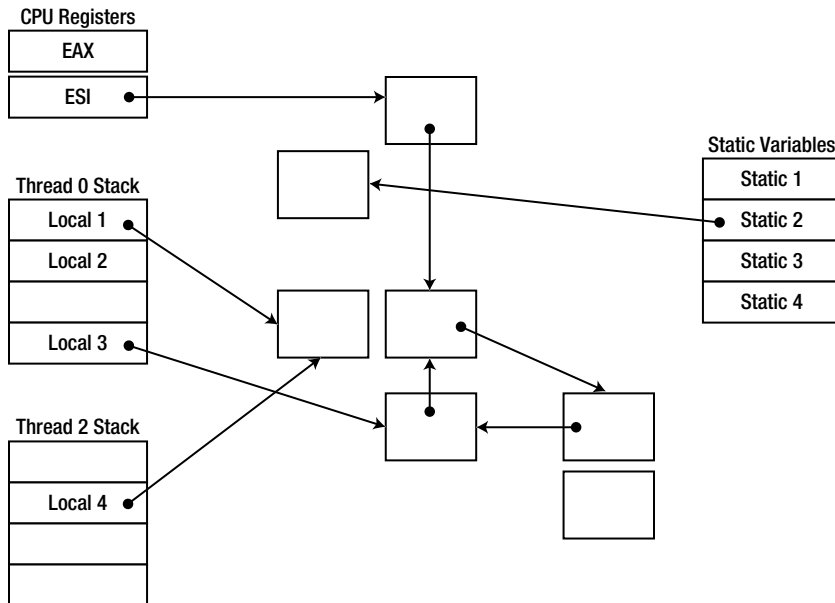 CPU Registers
EAX
ESI
Thread 0 Stack
Local 1
Local 2
Local 3
Thread 2 Stack
Local 4
Static Variables
Static 1
Static 2
Static 3
Static 4